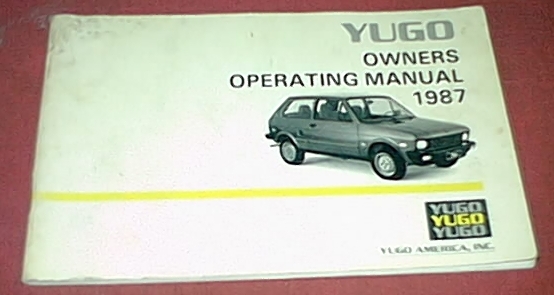 YUGO
OWNERS
OPERATING MANUAL
1987
YUGO
YUGO
YUGO
YUGO AMERICA, INC.